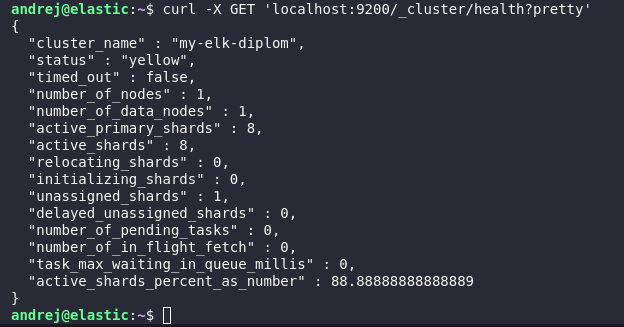 andrej@elastic:~$ curl -X GET 'localhost:9200/_cluster/health?pretty'
{
  "cluster_name" : "my-elk-diplom",
  "status" : "yellow",
  "timed_out" : false,
  "number_of_nodes" : 1,
  "number_of_data_nodes" : 1,
  "active_primary_shards" : 8,
  "active_shards" : 8,
  "relocating_shards" : 0,
  "initializing_shards" : 0,
  "unassigned_shards" : 1,
  "delayed_unassigned_shards" : 0,
  "number_of_pending_tasks" : 0,
  "number_of_in_flight_fetch" : 0,
  "task_max_waiting_in_queue_millis" : 0,
  "active_shards_percent_as_number" : 88.88888888888889
}
andrej@elastic:~$